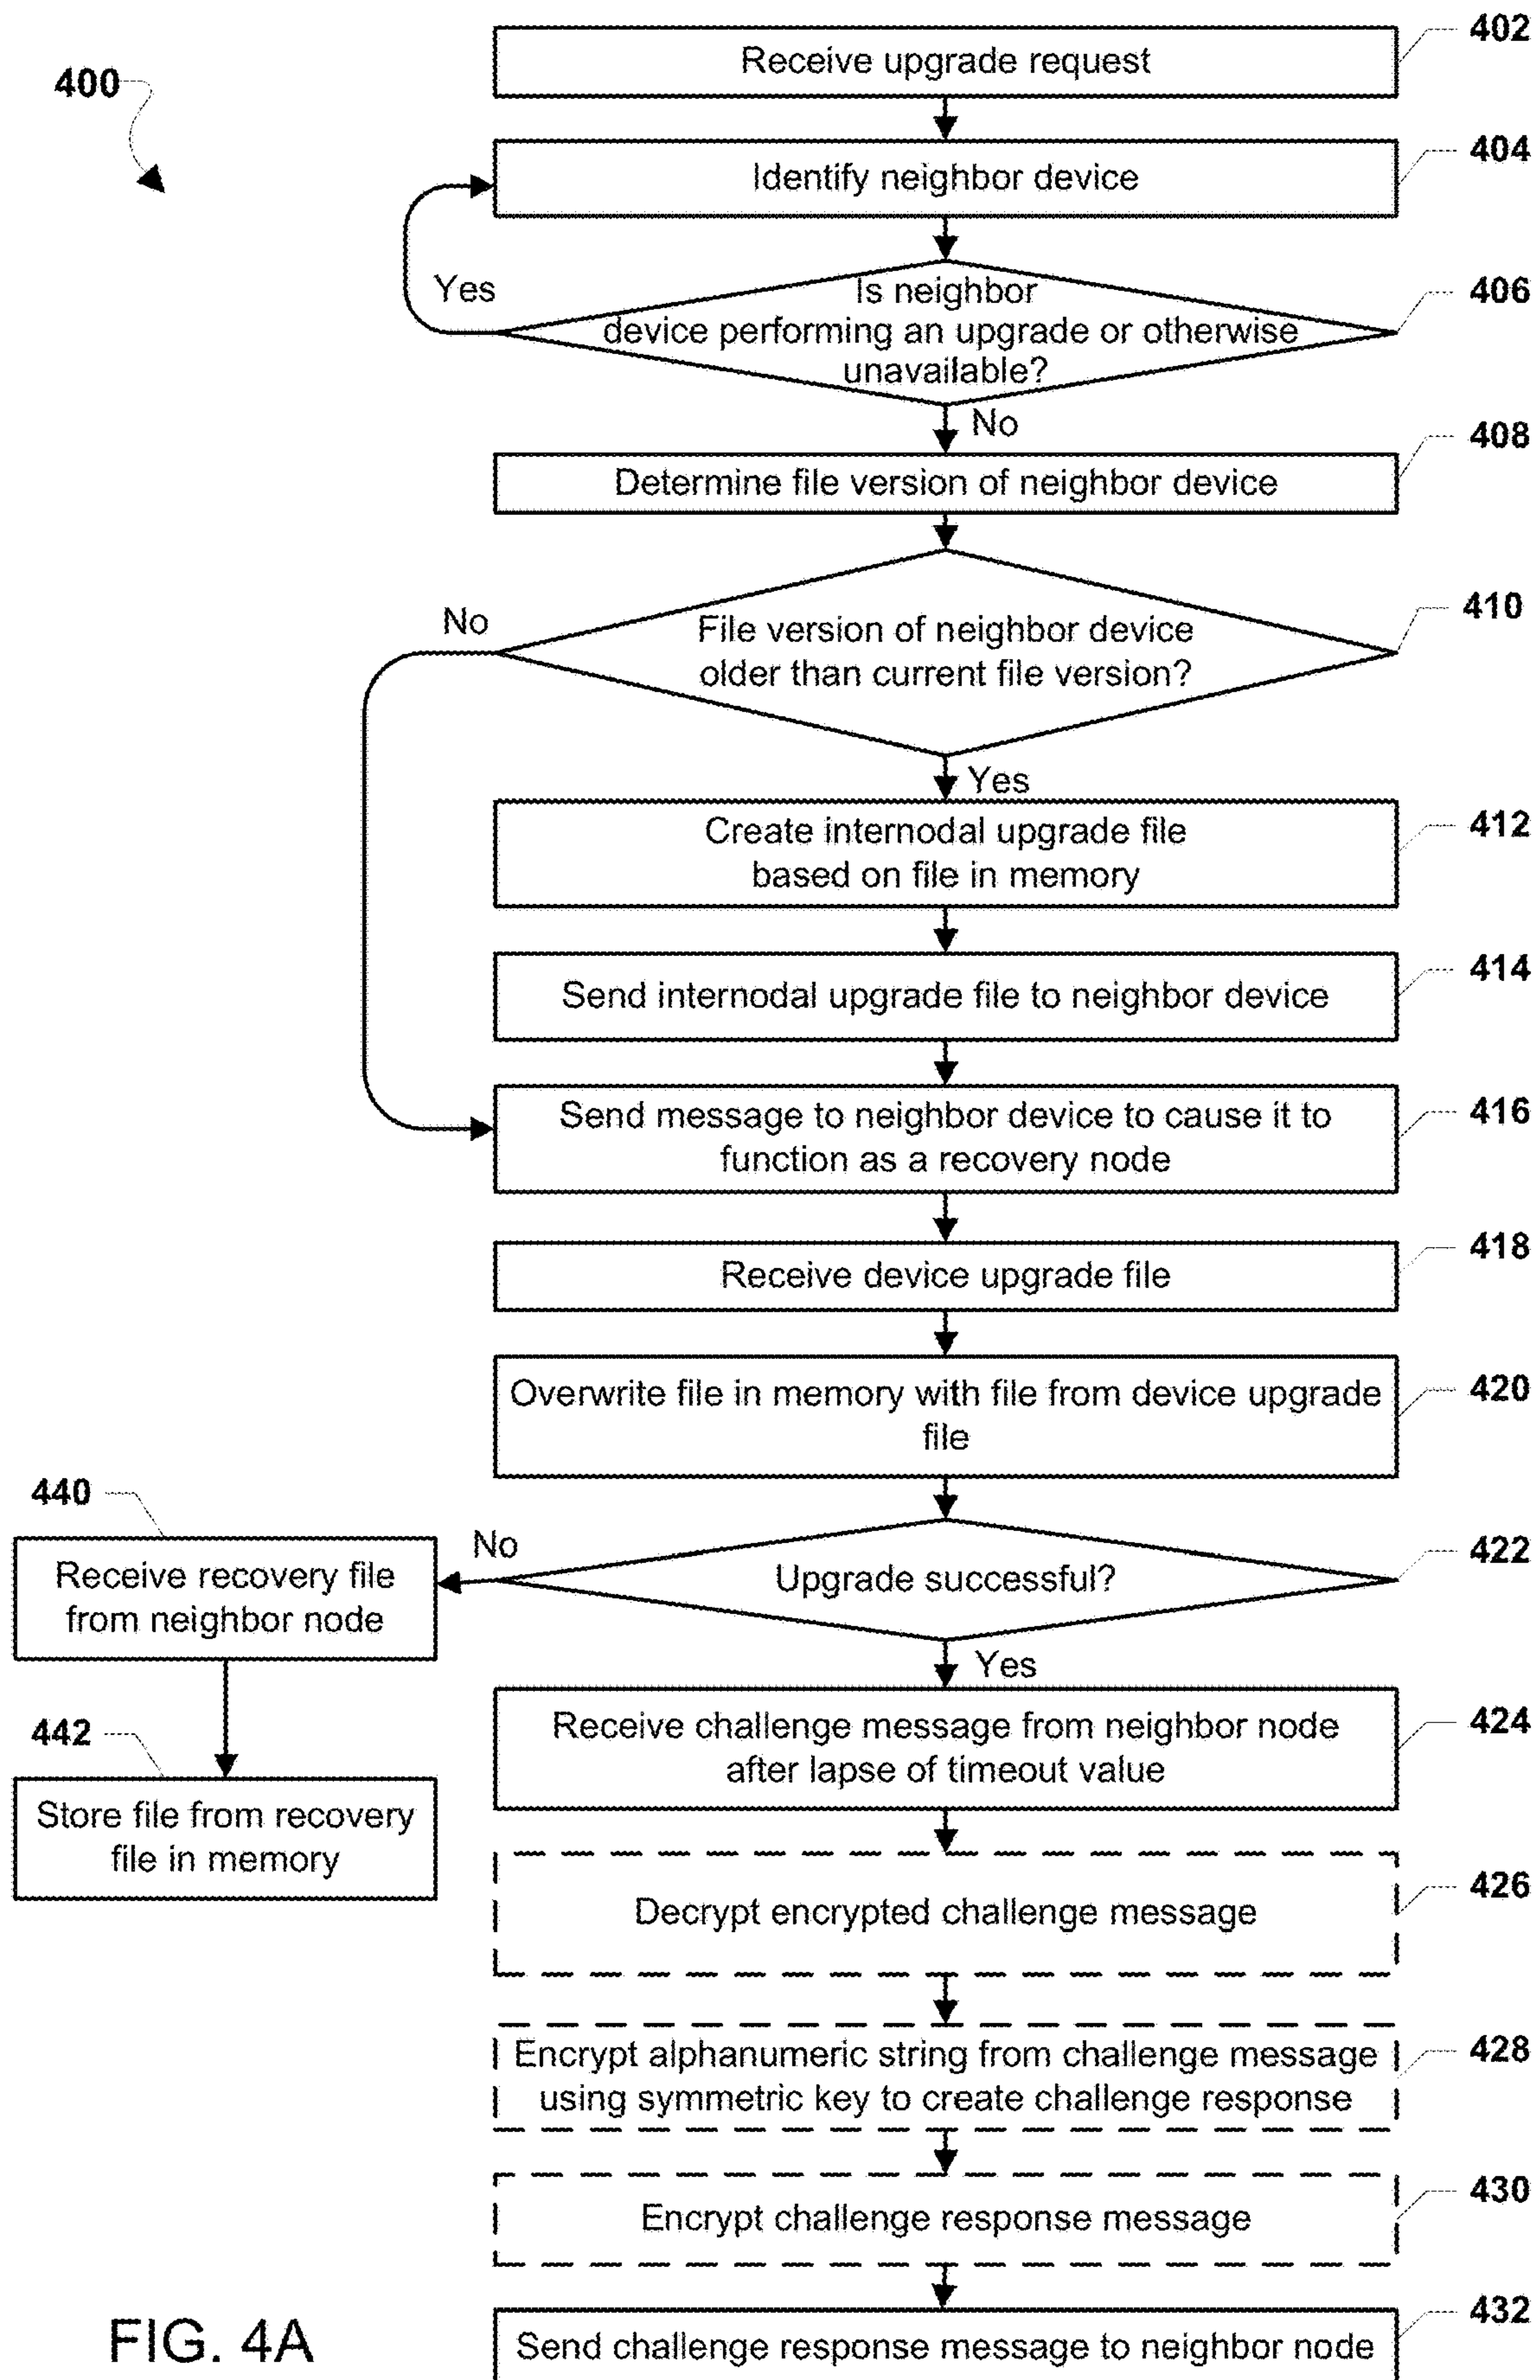 402
Receive upgrade request
400
404
Identify neighbor device
Yes
406
Is neighbor
device performing an upgrade or otherwise
unavailable?
No
408
Determine file version of neighbor device
410
No
File version of neighbor device
older than current file version?
Yes
412
Create internodal upgrade file
based on file in memory
414
Send internodal upgrade file to neighbor device
416
Send message to neighbor device to cause it to
function as a recovery node
418
Receive device upgrade file
420
Overwrite file in memory with file from device upgrade
file
440
No
422
Upgrade successful?
Receive recovery file
from neighbor node
Yes
424
Receive challenge message from neighbor node
after lapse of timeout value
442
Store file from recovery
file in memory
426
Decrypt encrypted challenge message
428
Encrypt alphanumeric string from challenge message
using symmetric key to create challenge response
430
Encrypt challenge response message
432
Send challenge response message to neighbor node
FIG. 4A